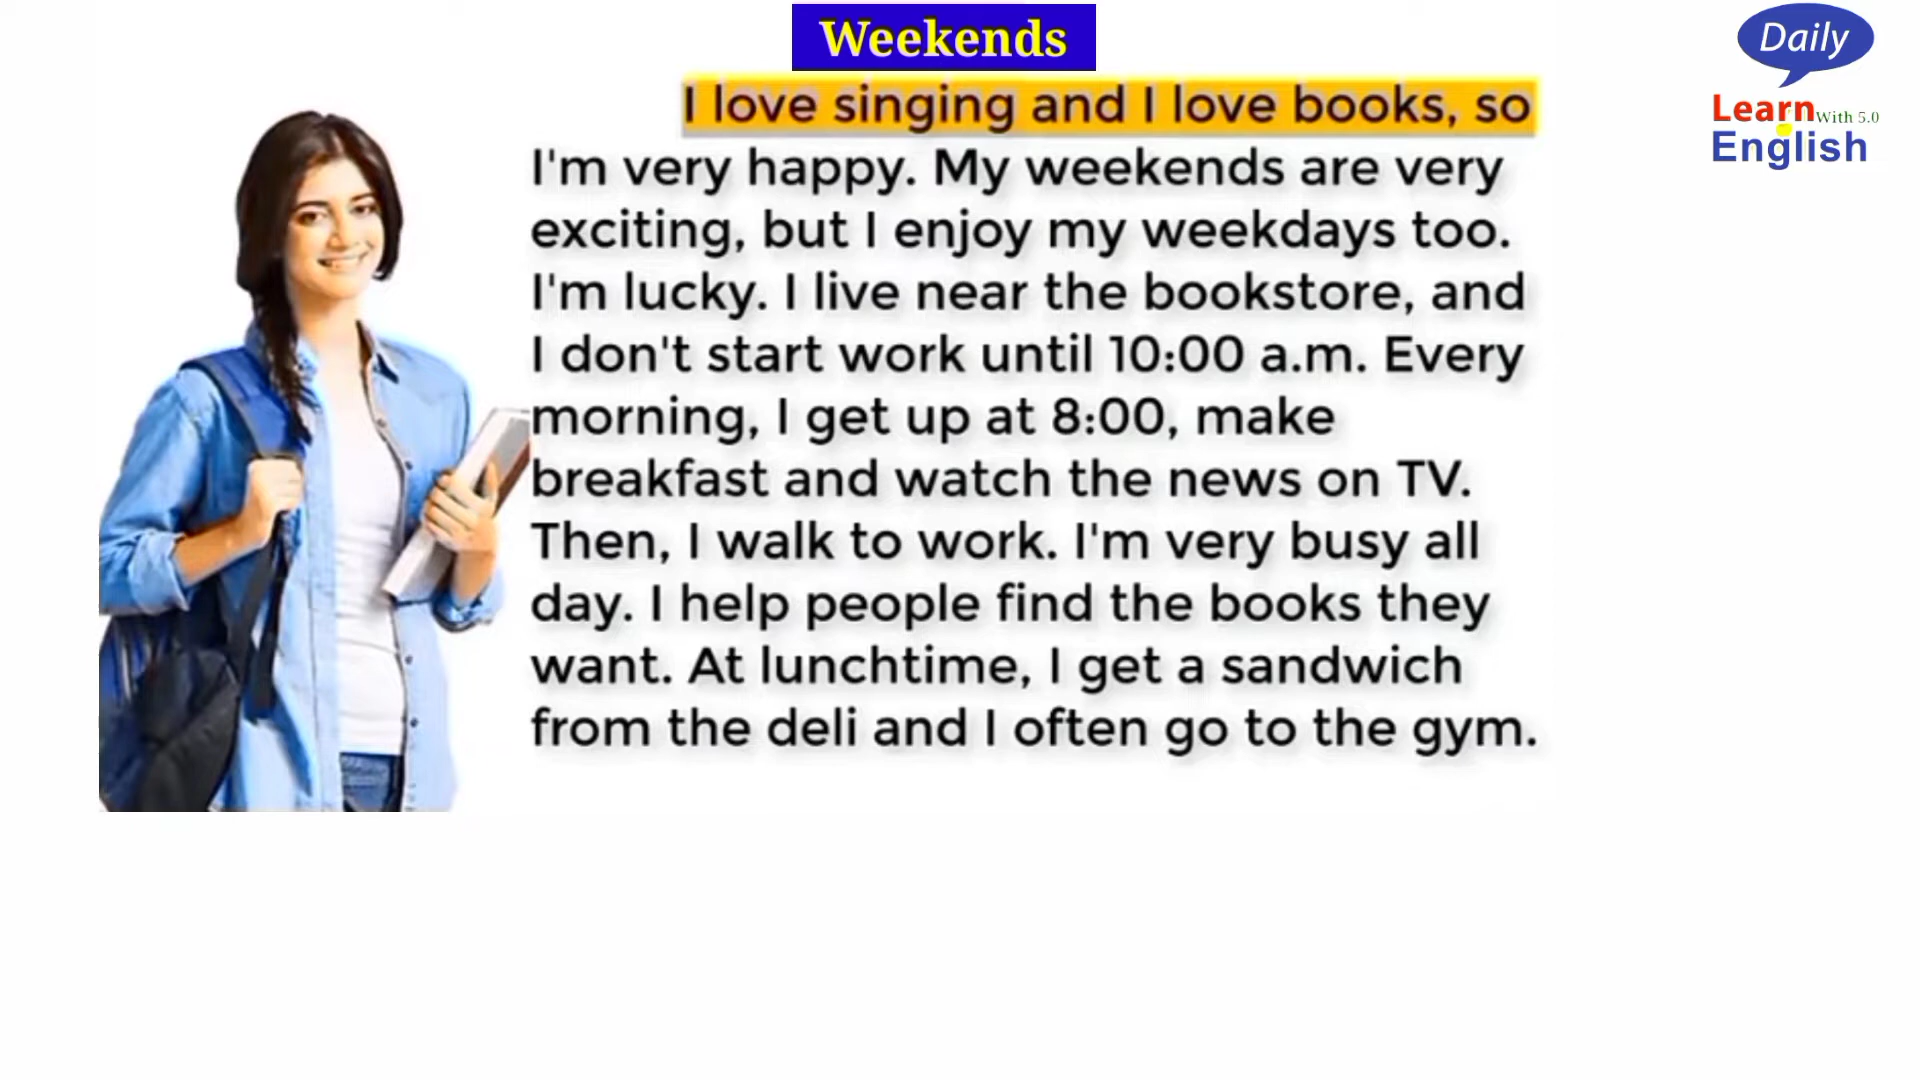 Weekends
Daily
Learn With 5.0
English
I love singing and I love books, so
I'm very happy. My weekends are very
exciting, but I enjoy my weekdays too.
I'm lucky. I live near the bookstore, and
I don't start work until 10:00 a.m. Every
morning, I get up at 8:00, make
breakfast and watch the news on TV.
Then, I walk to work. I'm very busy all
day. I help people find the books they
want. At lunchtime, I get a sandwich
from the deli and I often go to the gym.